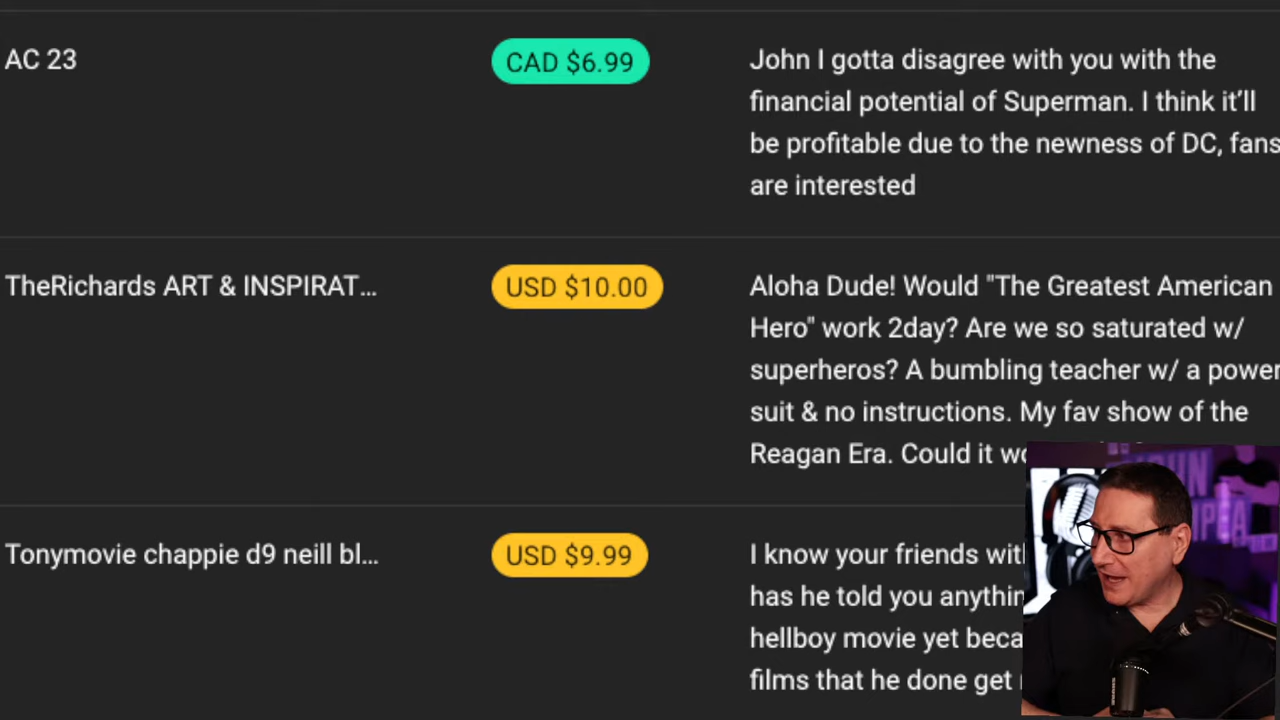 AC 23
CAD $6.99
John I gotta disagree with you with the
financial potential of Superman. I think it'll
be profitable due to the newness of DC, fans
are interested
TheRichards ART & INSPIRAT...
USD $10.00
Aloha Dude! Would "The Greatest American
Hero" work 2day? Are we so saturated w/
superheros? A bumbling teacher w/ a power
suit & no instructions. My fav show of the
Reagan Era. Could it
Tonymovie chappie d9 neill bl...
USD $9.99
I know your friends
has he told you
hellboy movie yet
films that he done get